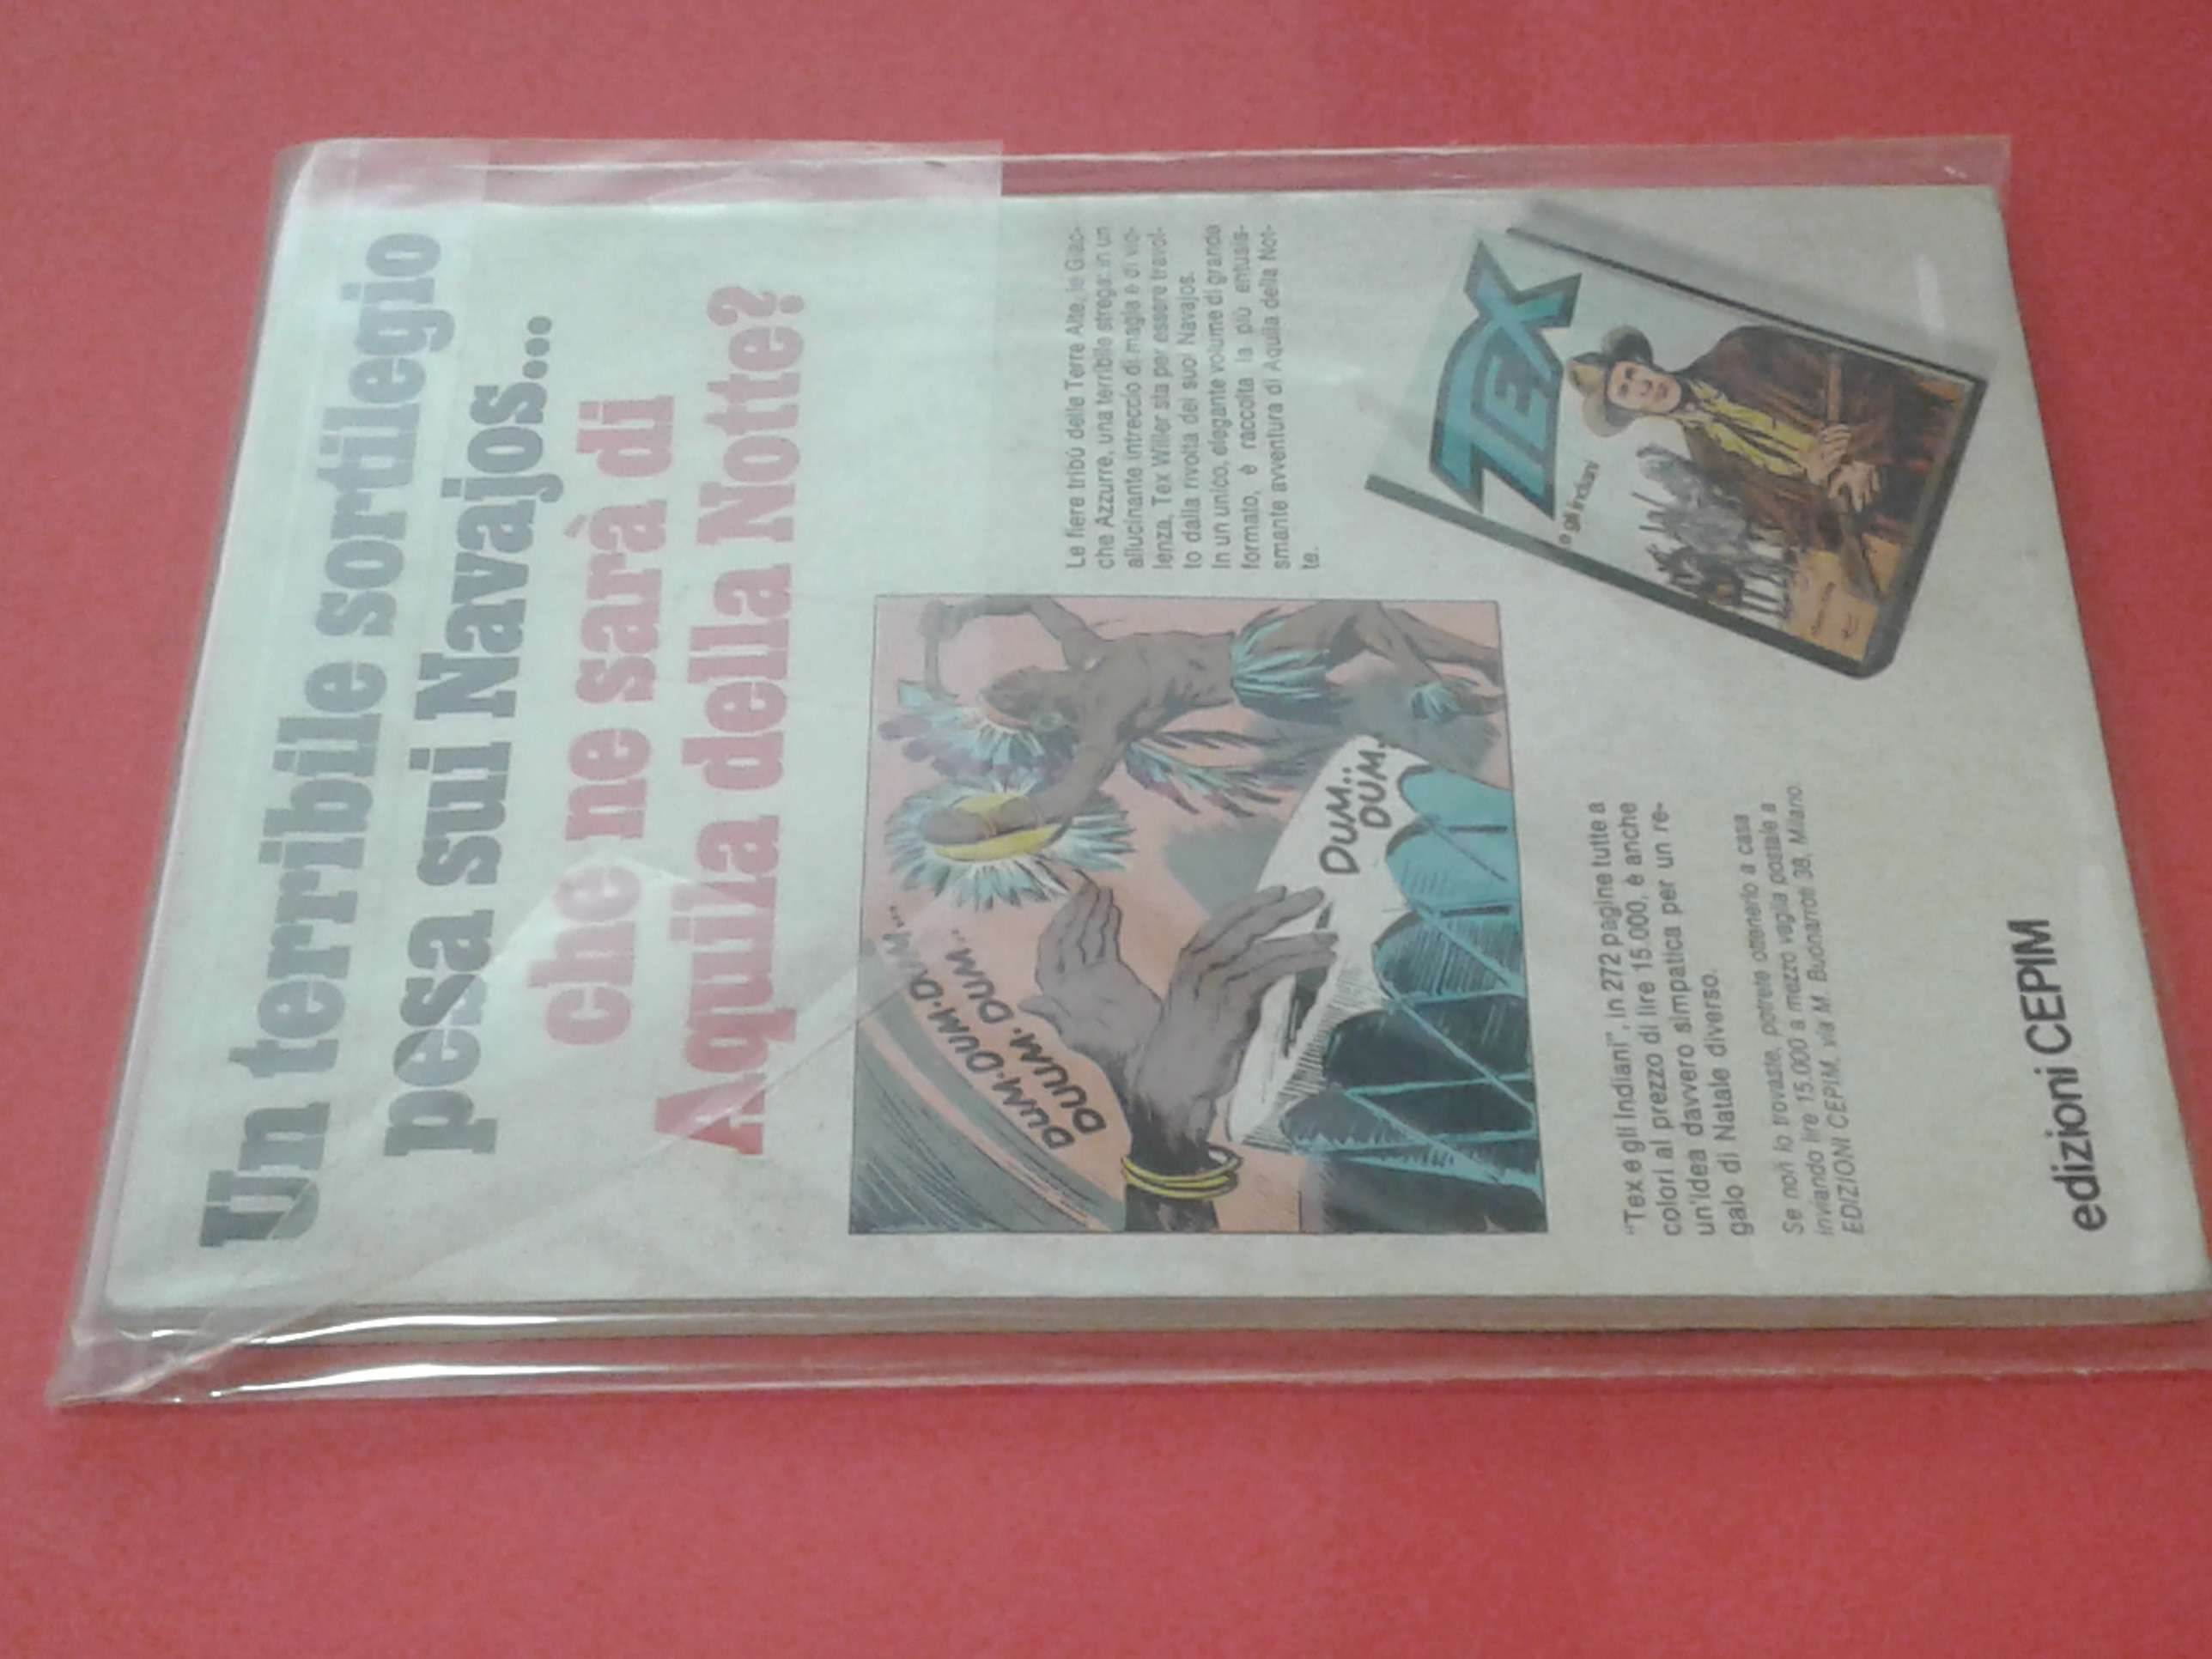 Un terribile sortilegio
pesa sui Navajos...
che ne sarà di
Aquila della Notte?
Le fiere tribù delle Terre Alte, le Giac-
che Azzurre, una terribile strega: in un
allucinante intreccio di magia e di vio-
lenza, Tex Willer sta per essere travol-
to dalla rivolta dei suoi Navajos.
In un unico, elegante volume di grande
formato, è raccolta la più entusia-
smante avventura di Aquila della Not-
te.
DUM-DUM-DUM...
DUUM-DUM..
DUM..
DUM.
TEX
e gli indiani
"Tex e gli Indiani", in 272 pagine tutte a
colori al prezzo di lire 15.000, è anche
un'idea davvero simpatica per un re-
galo di Natale diverso.
Se non lo trovaste, potrete ottenerlo a casa
inviando lire 15.000 a mezzo vaglia postale a
EDIZIONI CEPIM, via M. Buonarroti 38, Milano.
edizioni CEPIM